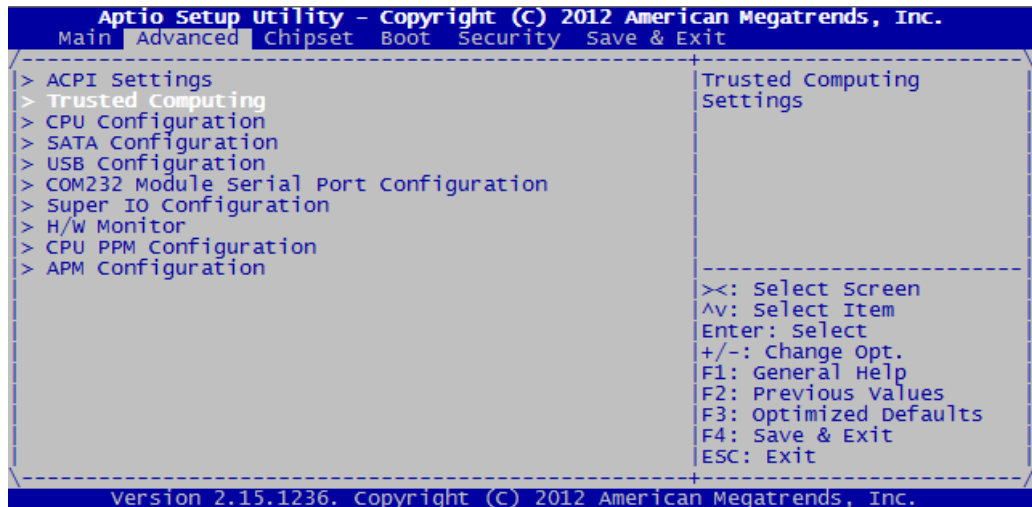 Aptio Setup Utility – Copyright (C) 2012 American Megatrends, Inc.
Main Advanced Chipset Boot Security Save & Exit
/----------------------------------------------------+-------------------------\
|> ACPI Settings |Trusted Computing
|> Trusted Computing |Settings
|> CPU Configuration
|> SATA Configuration
|> USB Configuration
|> COM232 Module Serial Port Configuration
|> Super IO Configuration
|> H/W Monitor
|> CPU PPM Configuration
|> APM Configuration |-------------------------|
|><: Select Screen
|^v: Select Item
|Enter: Select
|+/-: Change Opt.
|F1: General Help
|F2: Previous Values
|F3: Optimized Defaults
|F4: Save & Exit
|ESC: Exit
\----------------------------------------------------+-------------------------/
Version 2.15.1236. Copyright (C) 2012 American Megatrends, Inc.